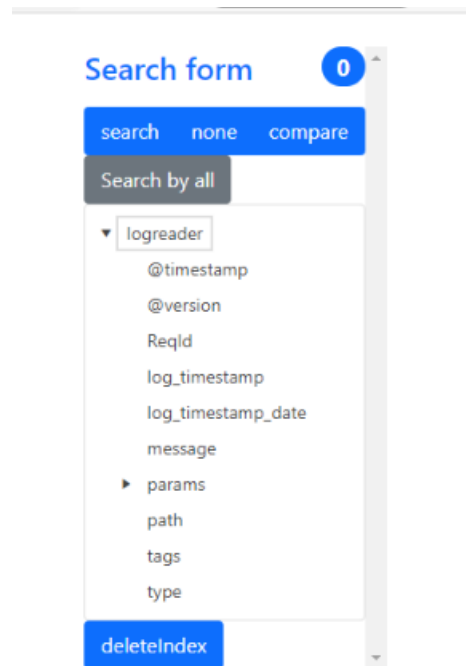 Search form 0
search none compare
Search by all
logreader
@timestamp
@version
ReqId
log_timestamp
log_timestamp_date
message
params
path
tags
type
deleteIndex